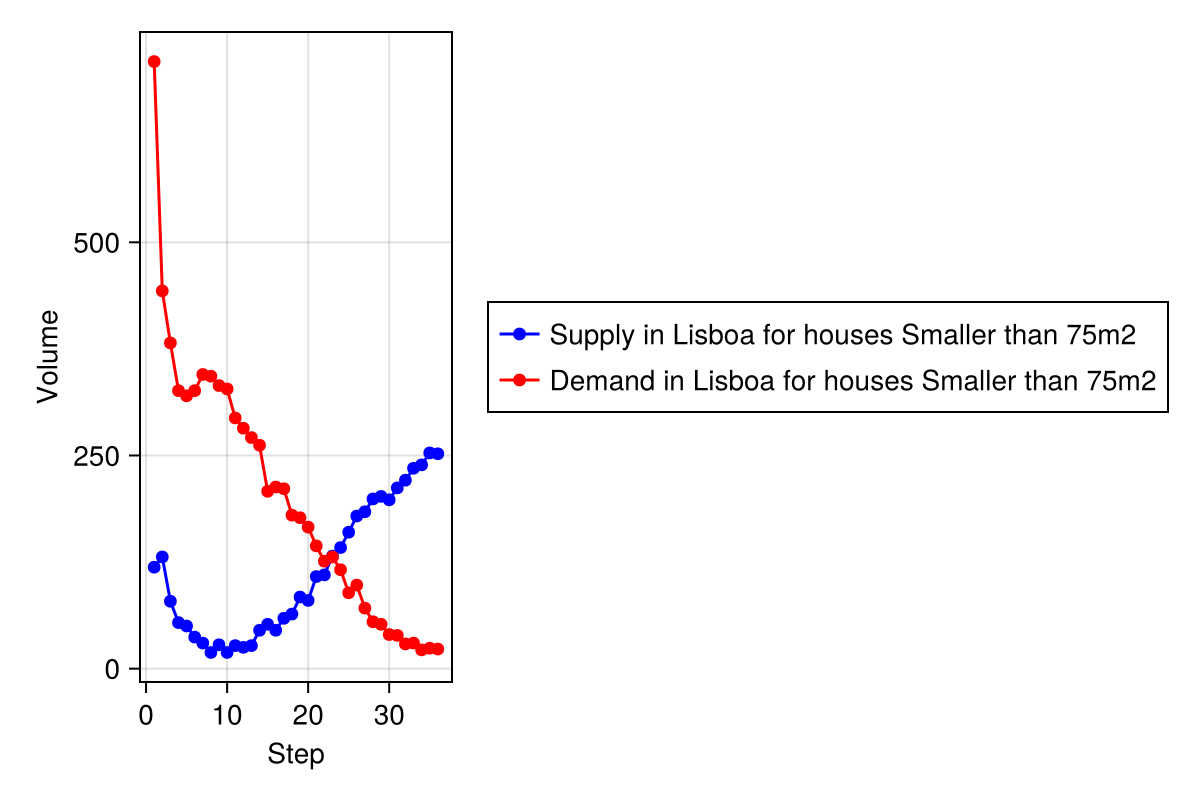 500
250
0
Volume
0 10 20 30
Step
Supply in Lisboa for houses Smaller than 75m2
Demand in Lisboa for houses Smaller than 75m2